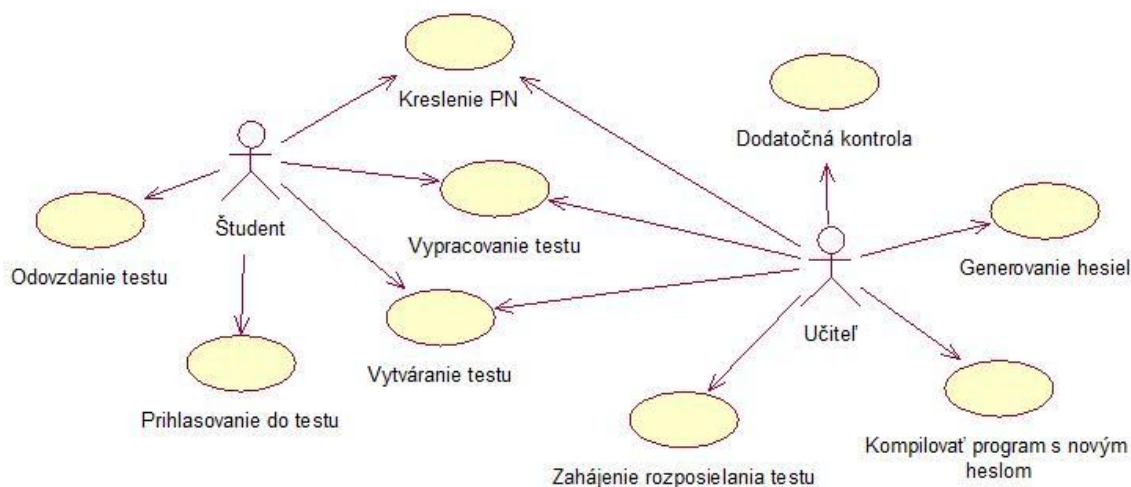 Kreslenie PN
Dodatočná kontrola
Študent
Vypracovanie testu
Odovzdanie testu
Generovanie hesiel
Učiteľ
Vytváranie testu
Prihlasovanie do testu
Kompilovať program s novým
heslom
Zahájenie rozposielania testu